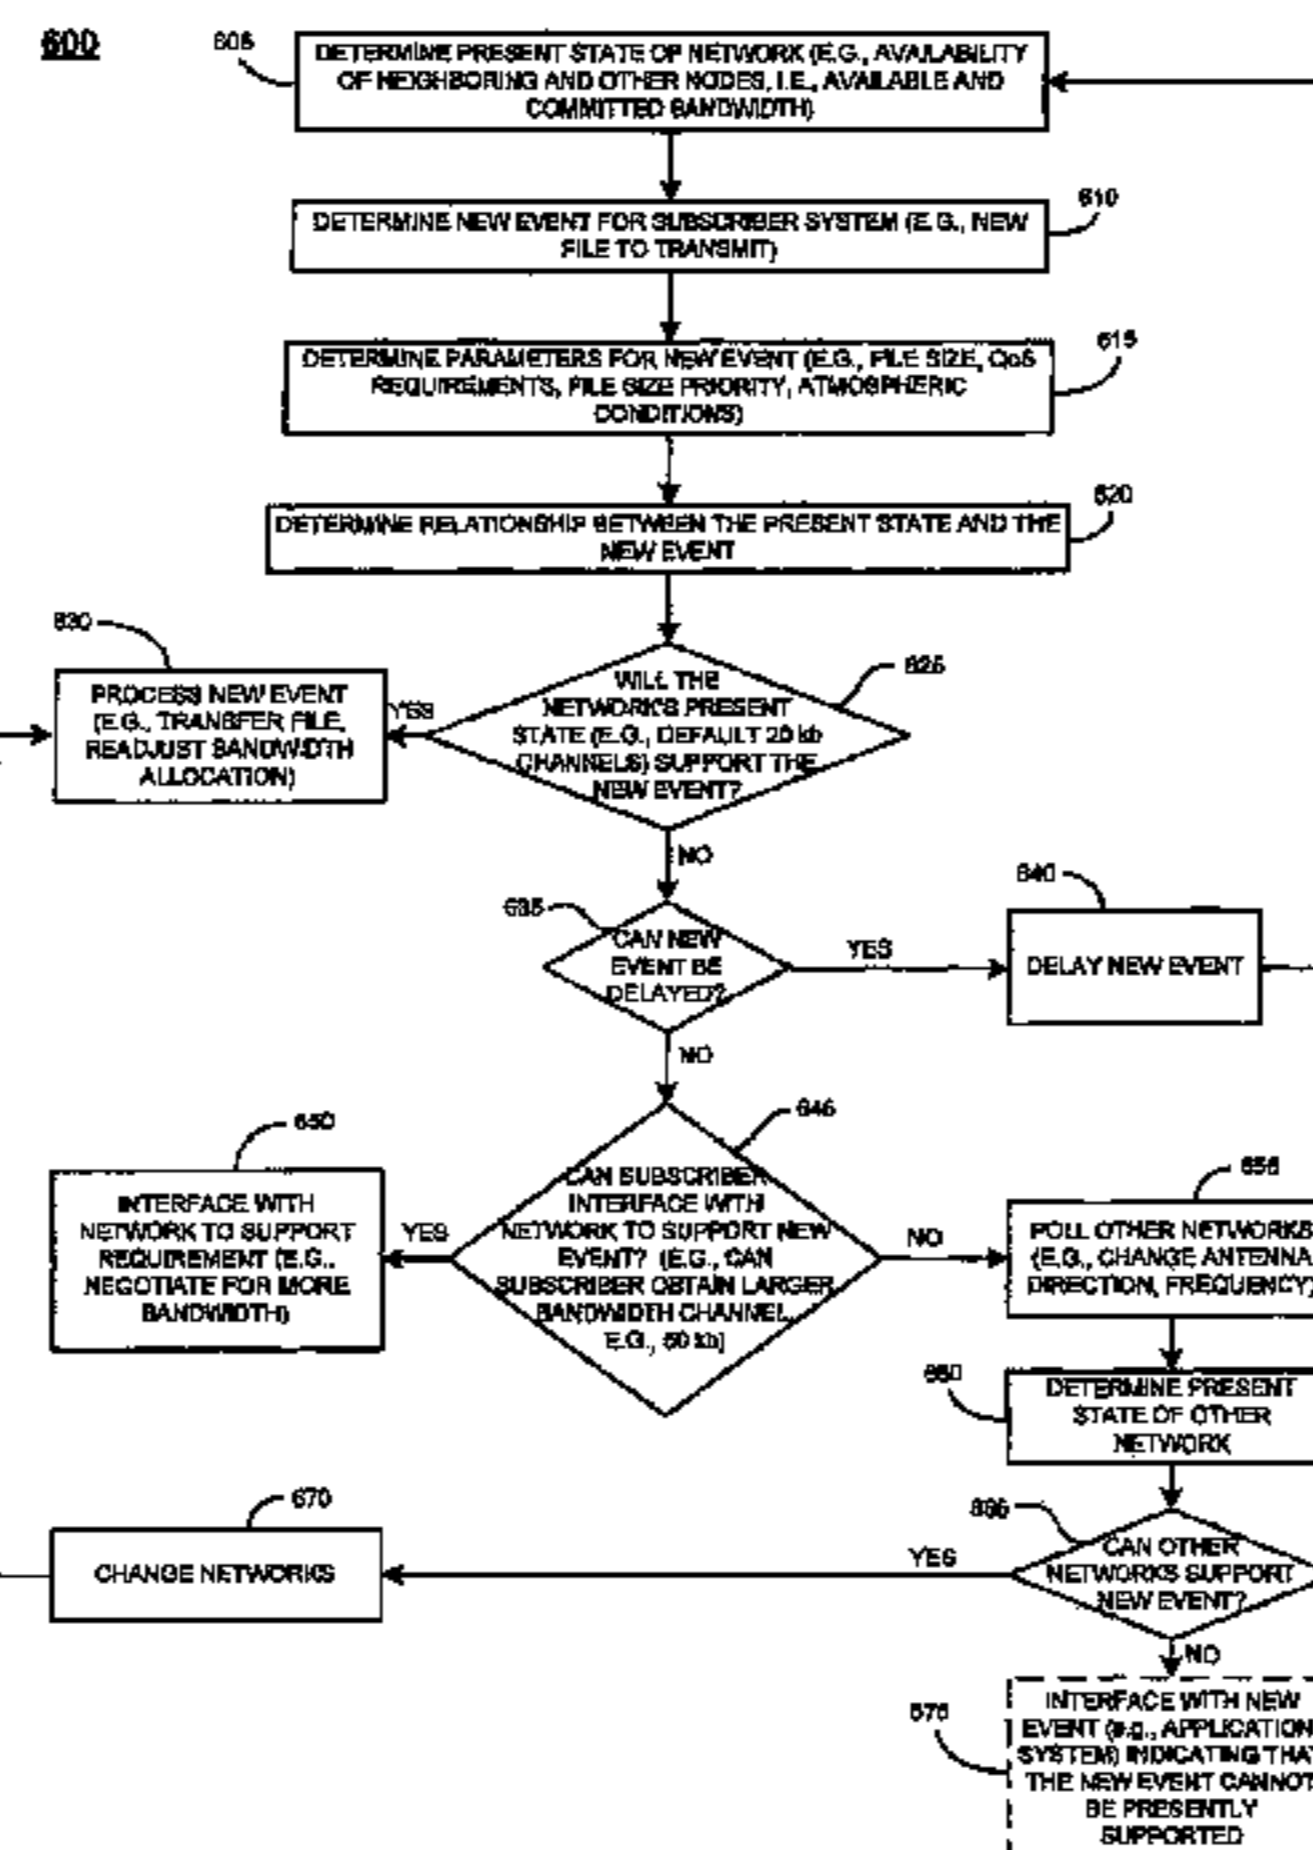 600
605
DETERMINE PRESENT STATE OF NETWORK (E.G., AVAILABILITY
OF NEIGHBORING AND OTHER NODES, I.E., AVAILABLE AND
COMMITTED BANDWIDTH)
610
DETERMINE NEW EVENT FOR SUBSCRIBER SYSTEM (E.G., NEW
FILE TO TRANSMIT)
615
DETERMINE PARAMETERS FOR NEW EVENT (E.G., FILE SIZE, QoS
REQUIREMENTS, FILE SIZE PRIORITY, ATMOSPHERIC
CONDITIONS)
620
DETERMINE RELATIONSHIP BETWEEN THE PRESENT STATE AND THE
NEW EVENT
630
PROCESS NEW EVENT
(E.G., TRANSFER FILE,
READJUST BANDWIDTH
ALLOCATION)
YES
625
WILL THE
NETWORK'S PRESENT
STATE (E.G., DEFAULT 20 kb
CHANNELS) SUPPORT THE
NEW EVENT?
NO
635
CAN NEW
EVENT BE
DELAYED?
YES
640
DELAY NEW EVENT
NO
650
INTERFACE WITH
NETWORK TO SUPPORT
REQUIREMENT (E.G.,
NEGOTIATE FOR MORE
BANDWIDTH)
YES
645
CAN SUBSCRIBER
INTERFACE WITH
NETWORK TO SUPPORT NEW
EVENT? (E.G., CAN
SUBSCRIBER OBTAIN LARGER
BANDWIDTH CHANNEL,
E.G., 50 kb)
NO
655
POLL OTHER NETWORKS
(E.G., CHANGE ANTENNA
DIRECTION, FREQUENCY)
660
DETERMINE PRESENT
STATE OF OTHER
NETWORK
670
CHANGE NETWORKS
YES
665
CAN OTHER
NETWORKS SUPPORT
NEW EVENT?
NO
675
INTERFACE WITH NEW
EVENT (e.g., APPLICATION,
SYSTEM) INDICATING THAT
THE NEW EVENT CANNOT
BE PRESENTLY
SUPPORTED